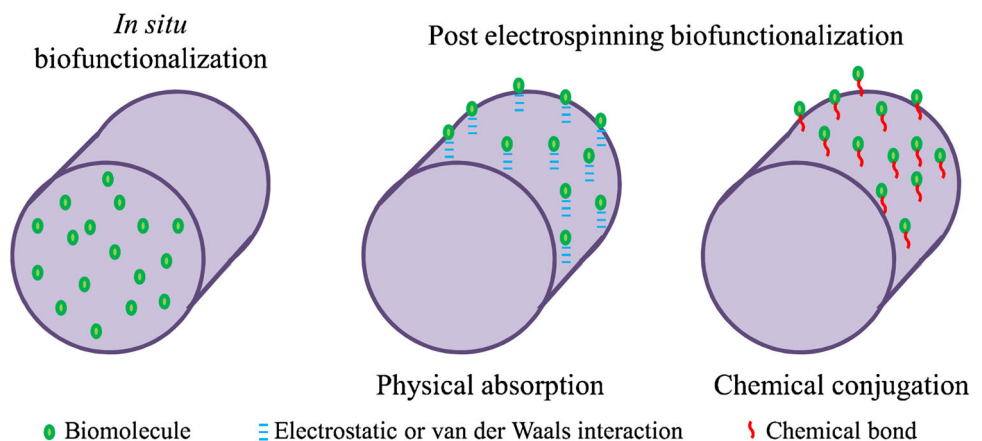 In situ
biofunctionalization
Post electrospinning biofunctionalization
Physical absorption
Chemical conjugation
Biomolecule
Electrostatic or van der Waals interaction
Chemical bond